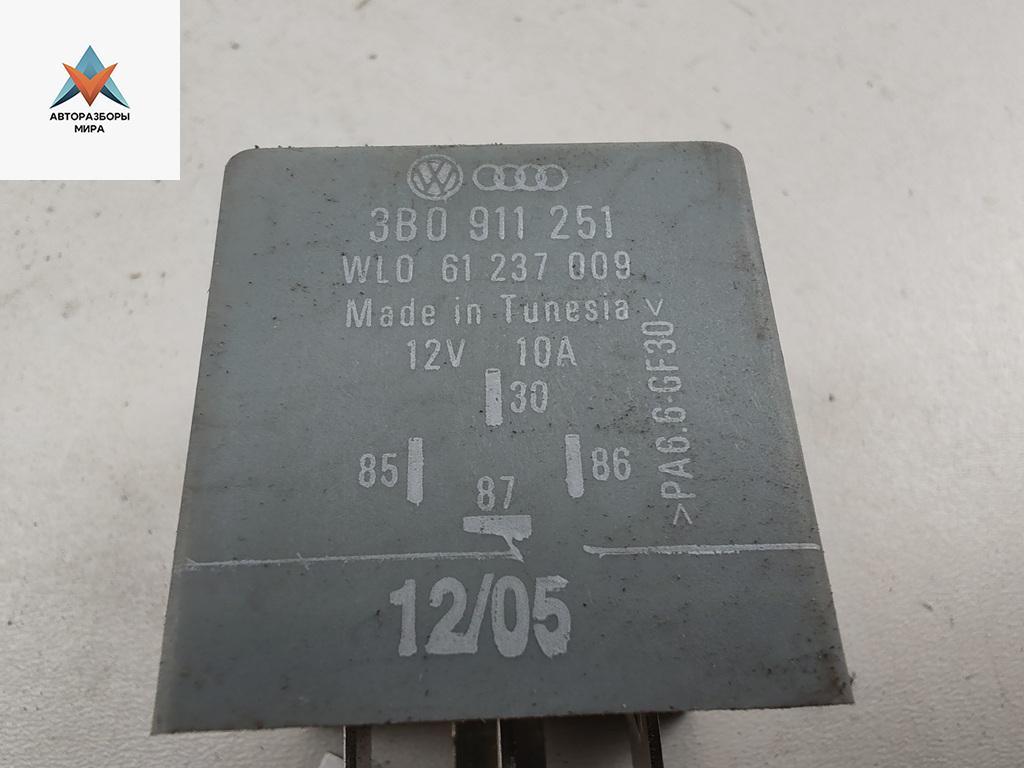 АВТОРАЗБОРЫ
МИРА
3B0 911 251
WL0 61 237 009
Made in Tunesia
12V 10A
30
85
86
87
>PA6.6-GF30<
12/05